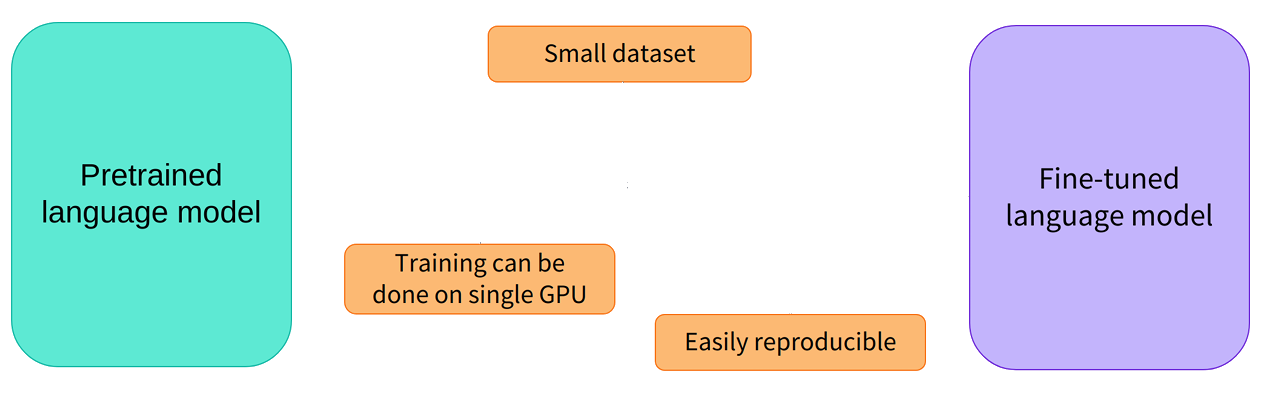 Small dataset
Pretrained
language model
Fine-tuned
language model
Training can be
done on single GPU
Easily reproducible